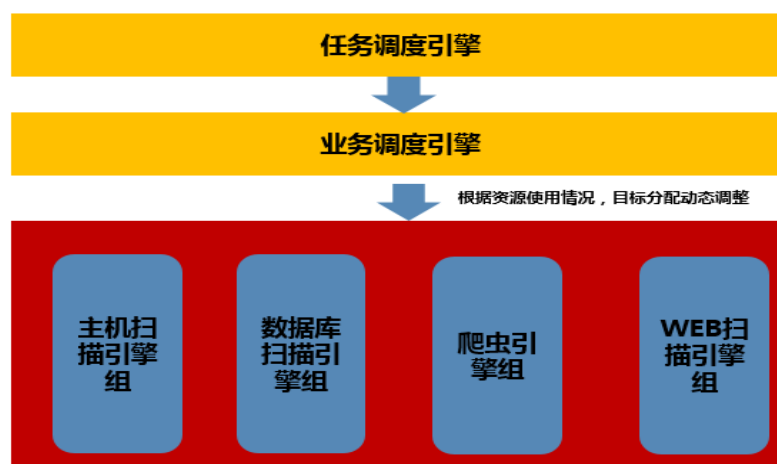 任务调度引擎
业务调度引擎
根据资源使用情况，目标分配动态调整
主机扫
描引擎
组
数据库
扫描引
擎组
爬虫引
擎组
WEB扫
描引擎
组